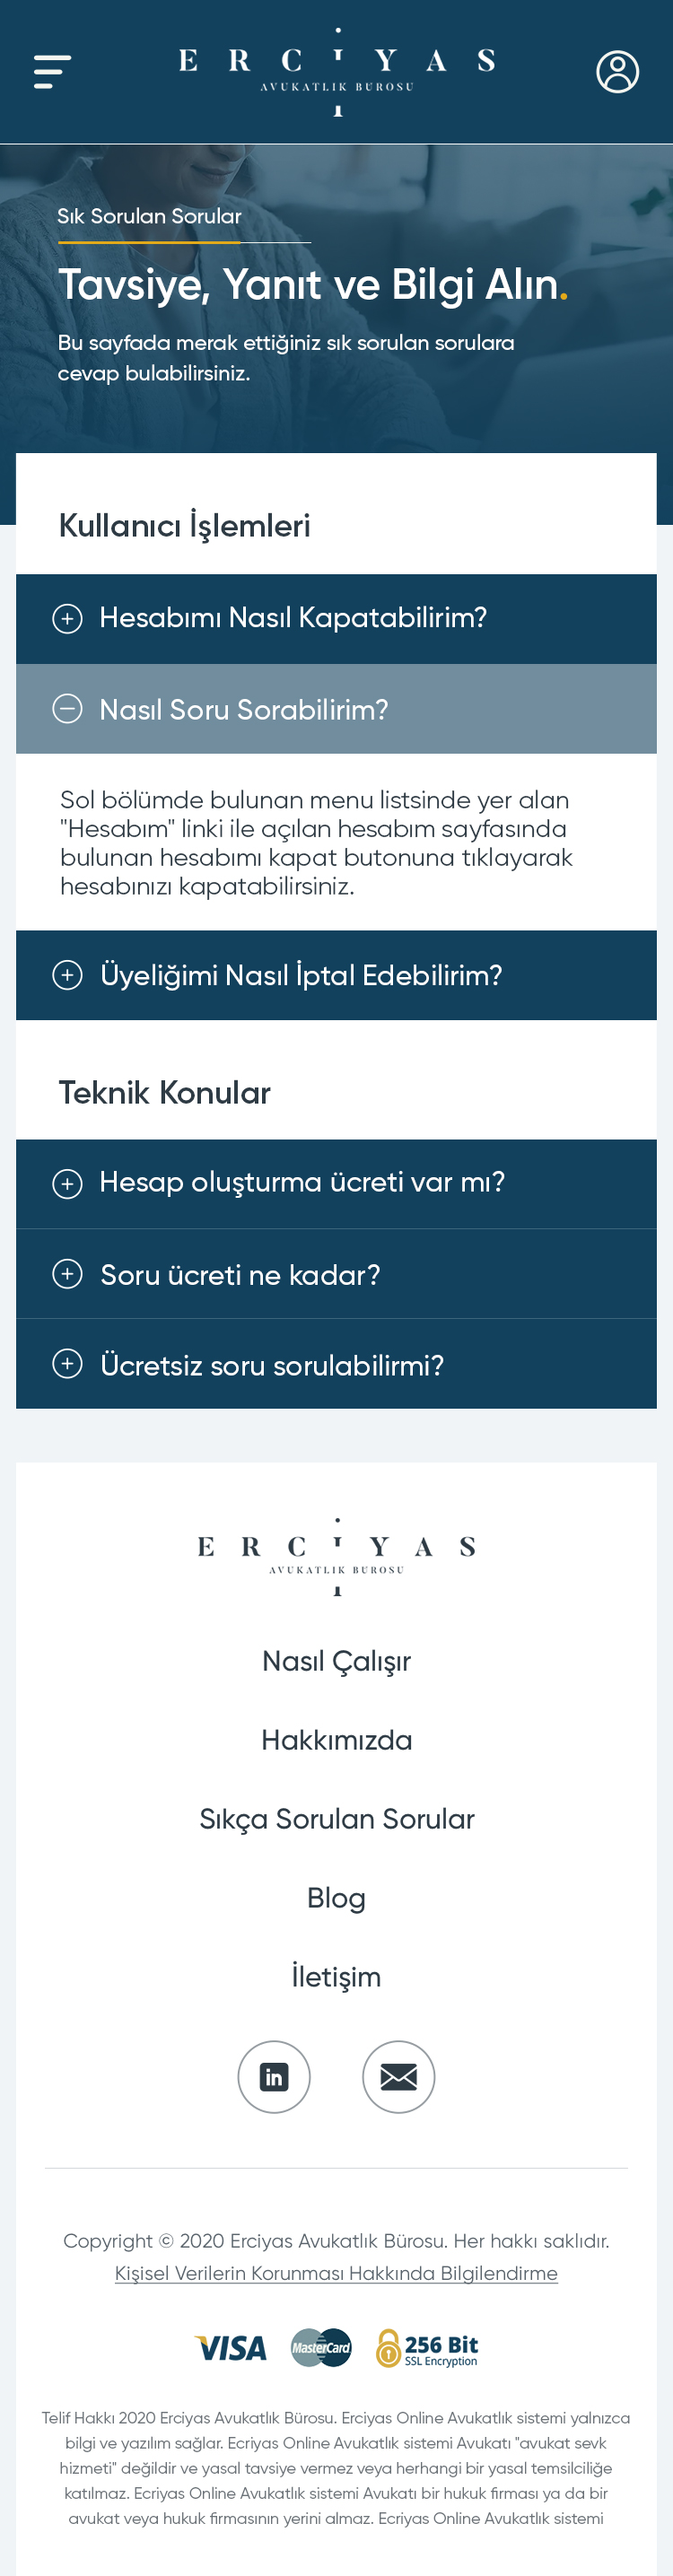 ERCIYAS
AVUKATLIK BÜROSU
Sık Sorulan Sorular
Tavsiye, Yanıt ve Bilgi Alın.
Bu sayfada merak ettiğiniz sık sorulan sorulara
cevap bulabilirsiniz.
Kullanıcı İşlemleri
Hesabımı Nasıl Kapatabilirim?
Nasıl Soru Sorabilirim?
Sol bölümde bulunan menu listsinde yer alan
"Hesabım" linki ile açılan hesabım sayfasında
bulunan hesabımı kapat butonuna tıklayarak
hesabınızı kapatabilirsiniz.
Üyeliğimi Nasıl İptal Edebilirim?
Teknik Konular
Hesap oluşturma ücreti var mı?
Soru ücreti ne kadar?
Ücretsiz soru sorulabilirmi?
ERCIYAS
AVUKATLIK BUROSU
Nasıl Çalışır
Hakkımızda
Sıkça Sorulan Sorular
Blog
İletişim
in
Copyright © 2020 Erciyas Avukatlık Bürosu. Her hakkı saklıdır.
Kişisel Verilerin Korunması Hakkında Bilgilendirme
VISA MasterCard 256 Bit
SSL Encryption
Telif Hakkı 2020 Erciyas Avukatlık Bürosu. Erciyas Online Avukatlık sistemi yalnızca
bilgi ve yazılım sağlar. Ecriyas Online Avukatlık sistemi Avukatı "avukat sevk
hizmeti" değildir ve yasal tavsiye vermez veya herhangi bir yasal temsilciliğe
katılmaz. Ecriyas Online Avukatlık sistemi Avukatı bir hukuk firması ya da bir
avukat veya hukuk firmasının yerini almaz. Ecriyas Online Avukatlık sistemi